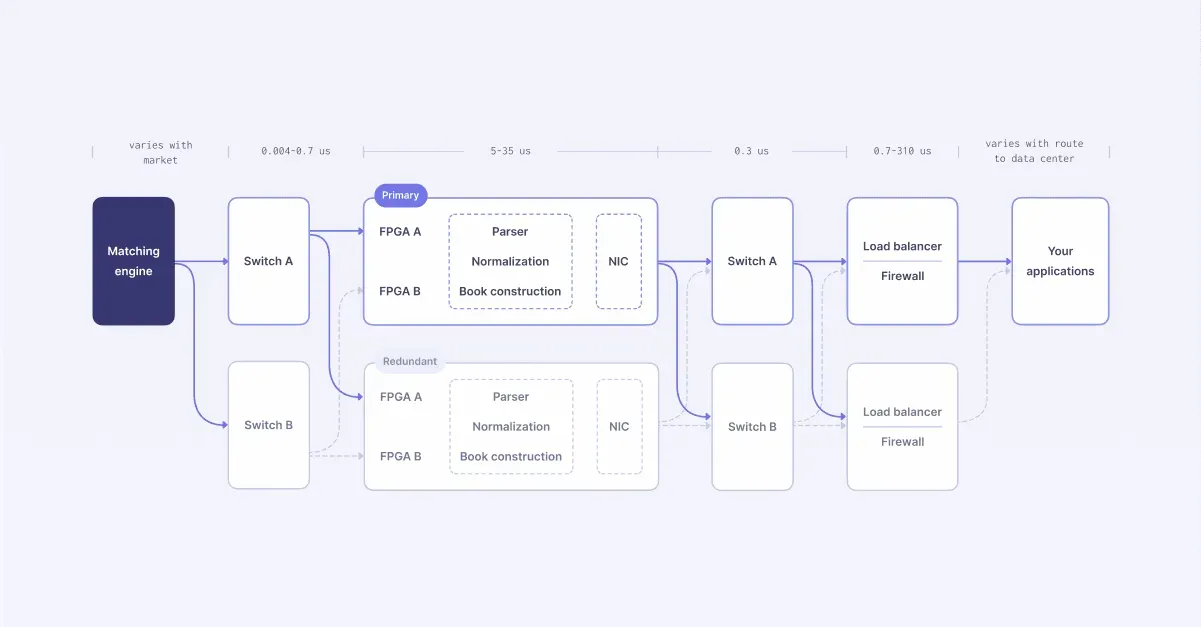 varies with
market
0.004-0.7 us
5-35 us
0.3 us
0.7-310 us
varies with route
to data center
Matching
engine
Switch A
Primary
FPGA A
FPGA B
Parser
Normalization
Book construction
NIC
Switch A
Load balancer
Firewall
Your
applications
Switch B
Redundant
FPGA A
FPGA B
Parser
Normalization
Book construction
NIC
Switch B
Load balancer
Firewall